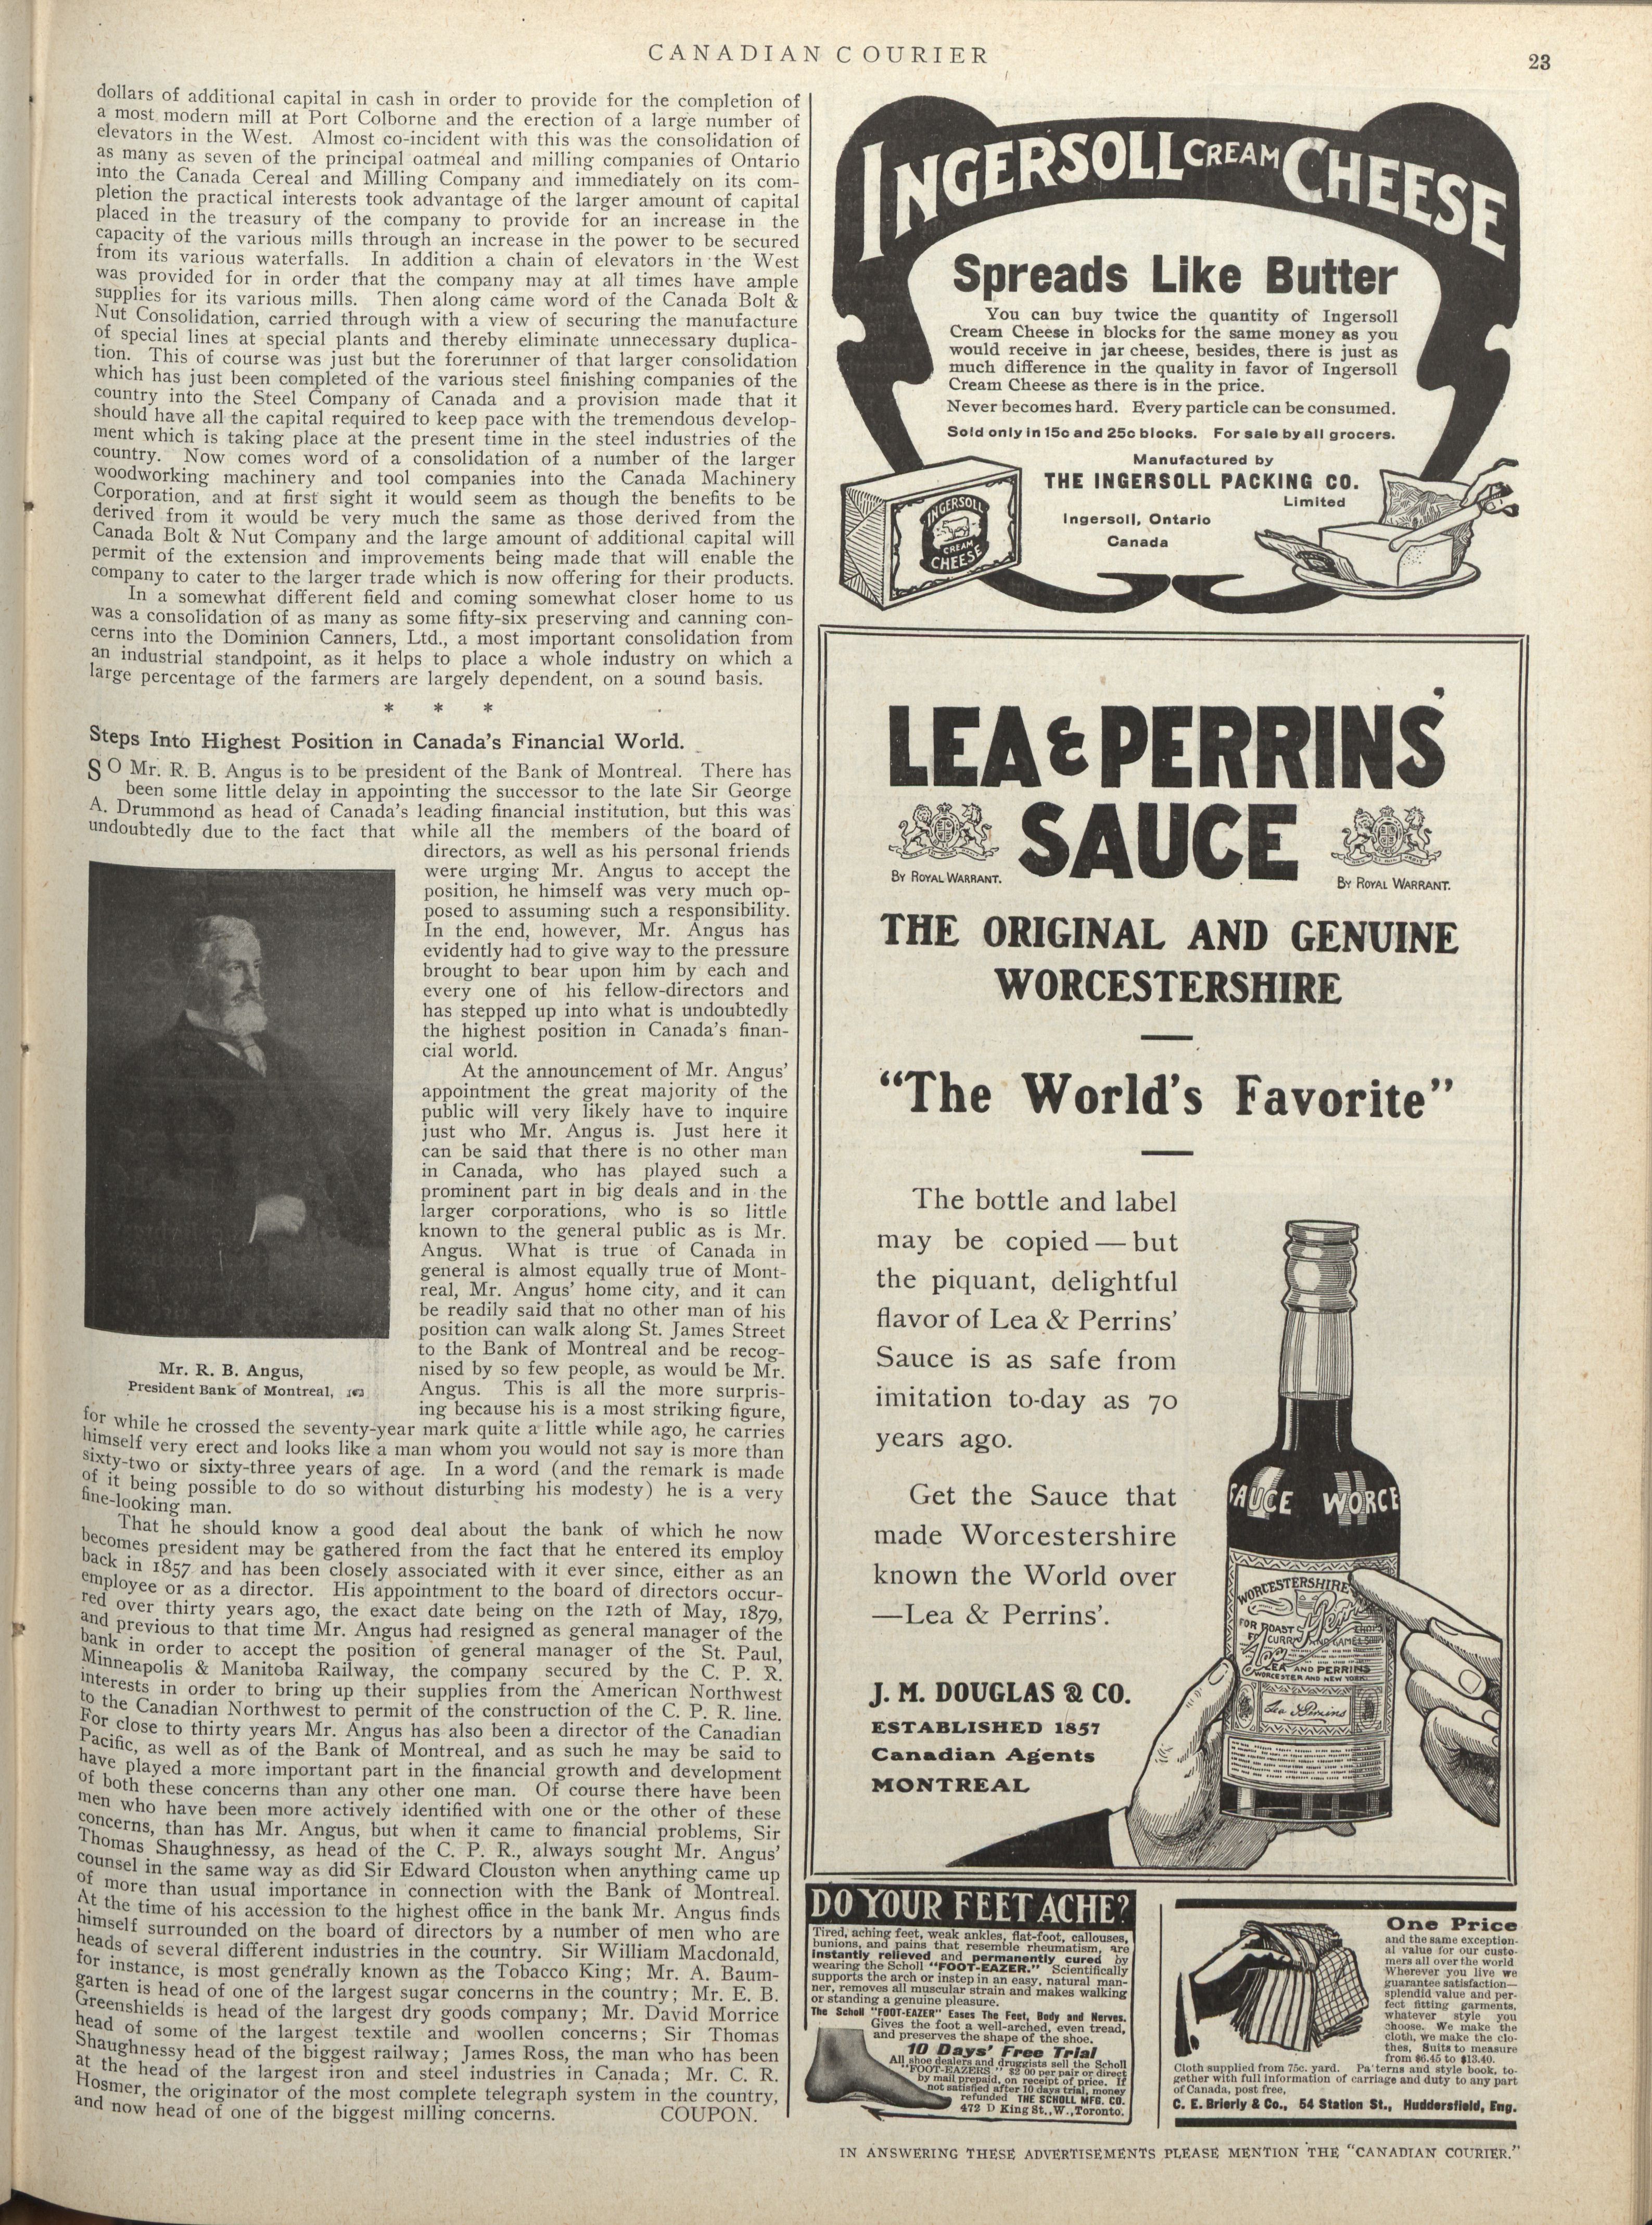 CANADIAN COURIER
23
dollars of additional capital in cash in order to provide for the completion of
a most modern mill at Port Colborne and the erection of a large number of
elevators in the West. Almost co-incident with this was the consolidation of
as many as seven of the principal oatmeal and milling companies of Ontario
into the Canada Cereal and Milling Company and immediately on its com-
pletion the practical interests took advantage of the larger amount of capital
placed in the treasury of the company to provide for an increase in the
capacity of the various mills through an increase in the power to be secured
from its various waterfalls. In addition a chain of elevators in the West
was provided for in order that the company may at all times have ample
supplies for its various mills. Then along came word of the Canada Bolt &
Nut Consolidation, carried through with a view of securing the manufacture
of special lines at special plants and thereby eliminate unnecessary duplica-
tion. This of course was just but the forerunner of that larger consolidation
which has just been completed of the various steel finishing companies of the
country into the Steel Company of Canada and a provision made that it
should have all the capital required to keep pace with the tremendous develop-
ment which is taking place at the present time in the steel industries of the
country. Now comes word of a consolidation of a number of the larger
woodworking machinery and tool companies into the Canada Machinery
Corporation, and at first sight it would seem as though the benefits to be
derived from it would be very much the same as those derived from the
Canada Bolt & Nut Company and the large amount of additional capital will
permit of the extension and improvements being made that will enable the
company to cater to the larger trade which is now offering for their products.
In a somewhat different field and coming somewhat closer home to us
was a consolidation of as many as some fifty-six preserving and canning con-
cerns into the Dominion Canners, Ltd., a most important consolidation from
an industrial standpoint, as it helps to place a whole industry on which a
large percentage of the farmers are largely dependent, on a sound basis.
* * *
Steps Into Highest Position in Canada's Financial World.
SO Mr. R. B. Angus is to be president of the Bank of Montreal. There has
been some little delay in appointing the successor to the late Sir George
A. Drummond as head of Canada's leading financial institution, but this was
undoubtedly due to the fact that while all the members of the board of
directors, as well as his personal friends
were urging Mr. Angus to accept the
position, he himself was very much op-
posed to assuming such a responsibility.
In the end, however, Mr. Angus has
evidently had to give way to the pressure
brought to bear upon him by each and
every one of his fellow-directors and
has stepped up into what is undoubtedly
the highest position in Canada's finan-
cial world.
At the announcement of Mr. Angus'
appointment the great majority of the
public will very likely have to inquire
just who Mr. Angus is. Just here it
can be said that there is no other man
in Canada, who has played such a
prominent part in big deals and in the
larger corporations, who is so little
known to the general public as is Mr.
Angus. What is true of Canada in
general is almost equally true of Mont-
real, Mr. Angus' home city, and it can
be readily said that no other man of his
position can walk along St. James Street
to the Bank of Montreal and be recog-
nised by so few people, as would be Mr.
Angus. This is all the more surpris-
ing because his is a most striking figure,
Mr. R. B. Angus,
President Bank of Montreal,
for while he crossed the seventy-year mark quite a little while ago, he carries
himself very erect and looks like a man whom you would not say is more than
sixty-two or sixty-three years of age. In a word (and the remark is made
of it being possible to do so without disturbing his modesty) he is a very
fine-looking man.
That he should know a good deal about the bank of which he now
becomes president may be gathered from the fact that he entered its employ
back in 1857 and has been closely associated with it ever since, either as an
employee or as a director. His appointment to the board of directors occur-
red over thirty years ago, the exact date being on the 12th of May, 1879,
and previous to that time Mr. Angus had resigned as general manager of the
bank in order to accept the position of general manager of the St. Paul,
Minneapolis & Manitoba Railway, the company secured by the C. P. R.
interests in order to bring up their supplies from the American Northwest
to the Canadian Northwest to permit of the construction of the C. P. R. line.
For close to thirty years Mr. Angus has also been a director of the Canadian
Pacific, as well as of the Bank of Montreal, and as such he may be said to
have played a more important part in the financial growth and development
of both these concerns than any other one man. Of course there have been
men who have been more actively identified with one or the other of these
concerns, than has Mr. Angus, but when it came to financial problems, Sir
Thomas Shaughnessy, as head of the C. P. R., always sought Mr. Angus'
counsel in the same way as did Sir Edward Clouston when anything came up
of more than usual importance in connection with the Bank of Montreal.
At the time of his accession to the highest office in the bank Mr. Angus finds
himself surrounded on the board of directors by a number of men who are
heads of several different industries in the country. Sir William Macdonald,
for instance, is most generally known as the Tobacco King; Mr. A. Baum-
garten is head of one of the largest sugar concerns in the country; Mr. E. B.
Greenshields is head of the largest dry goods company; Mr. David Morrice
head of some of the largest textile and woollen concerns; Sir Thomas
Shaughnessy head of the biggest railway; James Ross, the man who has been
at the head of the largest iron and steel industries in Canada; Mr. C. R.
Hosmer, the originator of the most complete telegraph system in the country,
and now head of one of the biggest milling concerns. COUPON.
INGERSOLL CREAM CHEESE
Spreads Like Butter
You can buy twice the quantity of Ingersoll
Cream Cheese in blocks for the same money as you
would receive in jar cheese, besides, there is just as
much difference in the quality in favor of Ingersoll
Cream Cheese as there is in the price.
Never becomes hard. Every particle can be consumed.
Sold only in 15c and 25c blocks. For sale by all grocers.
Manufactured by
THE INGERSOLL PACKING CO.
Limited
Ingersoll, Ontario
Canada
INGERSOLL
CREAM
CHEESE
LEA & PERRINS'
SAUCE
BY ROYAL WARRANT.
BY ROYAL WARRANT.
THE ORIGINAL AND GENUINE
WORCESTERSHIRE
"The World's Favorite"
The bottle and label
may be copied — but
the piquant, delightful
flavor of Lea & Perrins'
Sauce is as safe from
imitation to-day as 70
years ago.
Get the Sauce that
made Worcestershire
known the World over
—Lea & Perrins'.
J. M. DOUGLAS & CO.
ESTABLISHED 1857
Canadian Agents
MONTREAL
SAUCE WORCE
WORCESTERSHIRE
FOR ROAST
CHOPS
CURR AND GAME SOUP
LEA AND PERRINS
WORCESTER AND NEW YORK
Lea & Perrins
DO YOUR FEET ACHE?
Tired, aching feet, weak ankles, flat-foot, callouses,
bunions, and pains that resemble rheumatism, are
instantly relieved and permanently cured by
wearing the Scholl "FOOT-EAZER." Scientifically
supports the arch or instep in an easy, natural man-
ner, removes all muscular strain and makes walking
or standing a genuine pleasure.
The Scholl "FOOT-EAZER" Eases The Feet, Body and Nerves.
Gives the foot a well-arched, even tread,
and preserves the shape of the shoe.
10 Days' Free Trial
All shoe dealers and druggists sell the Scholl
"FOOT-EAZERS" $2 00 per pair or direct
by mail prepaid, on receipt of price. If
not satisfied after 10 days trial, money
refunded THE SCHOLL MFG. CO.
472 D King St., W., Toronto.
One Price
and the same exception-
al value for our custo-
mers all over the world
Wherever you live we
guarantee satisfaction—
splendid value and per-
fect fitting garments,
whatever style you
choose. We make the
cloth, we make the clo-
thes, Suits to measure
from $6.45 to $13.40.
Cloth supplied from 75c. yard. Pa terns and style book, to-
gether with full information of carriage and duty to any part
of Canada, post free,
C. E. Brierly & Co., 54 Station St., Huddersfield, Eng.
IN ANSWERING THESE ADVERTISEMENTS PLEASE MENTION THE "CANADIAN COURIER."